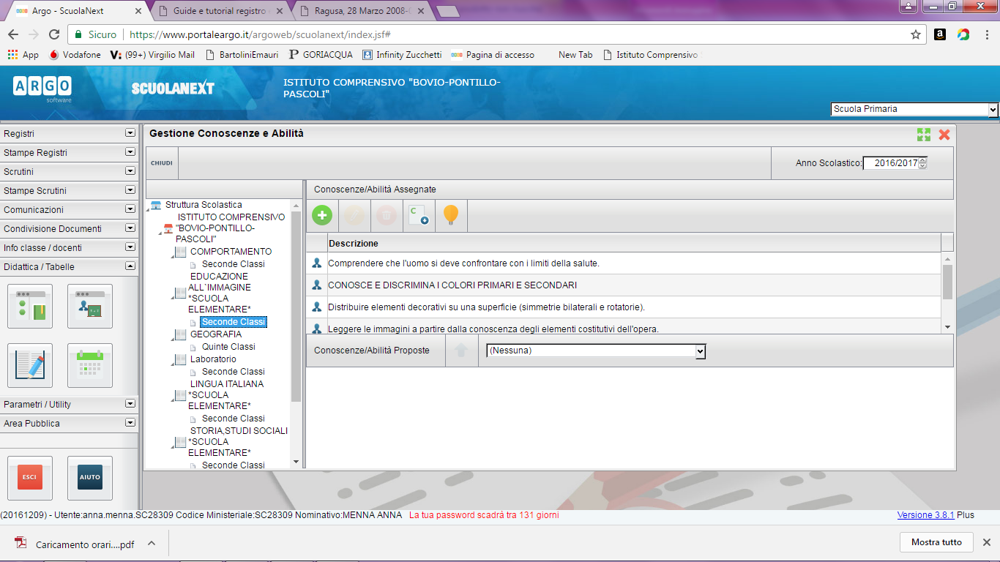 Argo - ScuolaNext
Guide e tutorial registro
Ragusa, 28 Marzo 2008-
Sicuro
https://www.portaleargo.it/argoweb/scuolanext/index.jsf#
App
Vodafone
(99+) Virgilio Mail
BartoliniEmauri
GORIACQUA
Infinity Zucchetti
Pagina di accesso
New Tab
Istituto Comprensivo
ARGO
software
SCUOLANEXT
ISTITUTO COMPRENSIVO "BOVIO-PONTILLO-
PASCOLI"
Scuola Primaria
Registri
Stampe Registri
Scrutini
Stampe Scrutini
Comunicazioni
Condivisione Documenti
Info classe / docenti
Didattica / Tabelle
Parametri / Utility
Area Pubblica
ESCI
AIUTO
Gestione Conoscenze e Abilità
CHIUDI
Anno Scolastico:
2016/2017
Struttura Scolastica
ISTITUTO COMPRENSIVO
"BOVIO-PONTILLO-
PASCOLI"
COMPORTAMENTO
Seconde Classi
EDUCAZIONE
ALL`IMMAGINE
*SCUOLA
ELEMENTARE*
Seconde Classi
GEOGRAFIA
Quinte Classi
Laboratorio
Seconde Classi
LINGUA ITALIANA
*SCUOLA
ELEMENTARE*
Seconde Classi
STORIA,STUDI SOCIALI
*SCUOLA
ELEMENTARE*
Seconde Classi
Conoscenze/Abilità Assegnate
Descrizione
Comprendere che l'uomo si deve confrontare con i limiti della salute.
CONOSCE E DISCRIMINA I COLORI PRIMARI E SECONDARI
Distribuire elementi decorativi su una superficie (simmetrie bilaterali e rotatorie).
Leggere le immagini a partire dalla conoscenza degli elementi costitutivi dell'opera.
Conoscenze/Abilità Proposte
(Nessuna)
(20161209) - Utente:anna.menna.SC28309 Codice Ministeriale:SC28309 Nominativo:MENNA ANNA La tua password scadrà tra 131 giorni
Versione 3.8.1 Plus
Caricamento orari....pdf
Mostra tutto